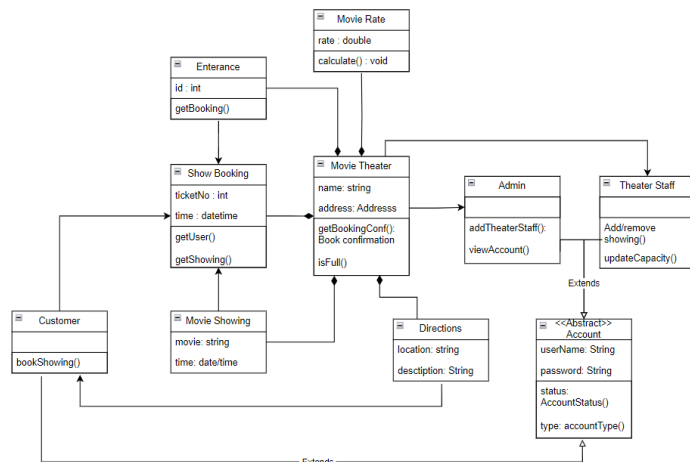 Movie Rate
rate : double
calculate() : void
Enterance
id : int
getBooking()
Show Booking
ticketNo : int
time : datetime
getUser()
getShowing()
Movie Theater
name: string
address: Addresss
getBookingConf():
Book confirmation
isFull()
Admin
addTheaterStaff():
viewAccount()
Theater Staff
Add/remove
showing()
updateCapacity()
Extends
Customer
bookShowing()
Movie Showing
movie: string
time: date/time
Directions
location: string
desctiption: String
<<Abstract>>
Account
userName: String
password: String
status:
AccountStatus()
type: accountType()
Extends